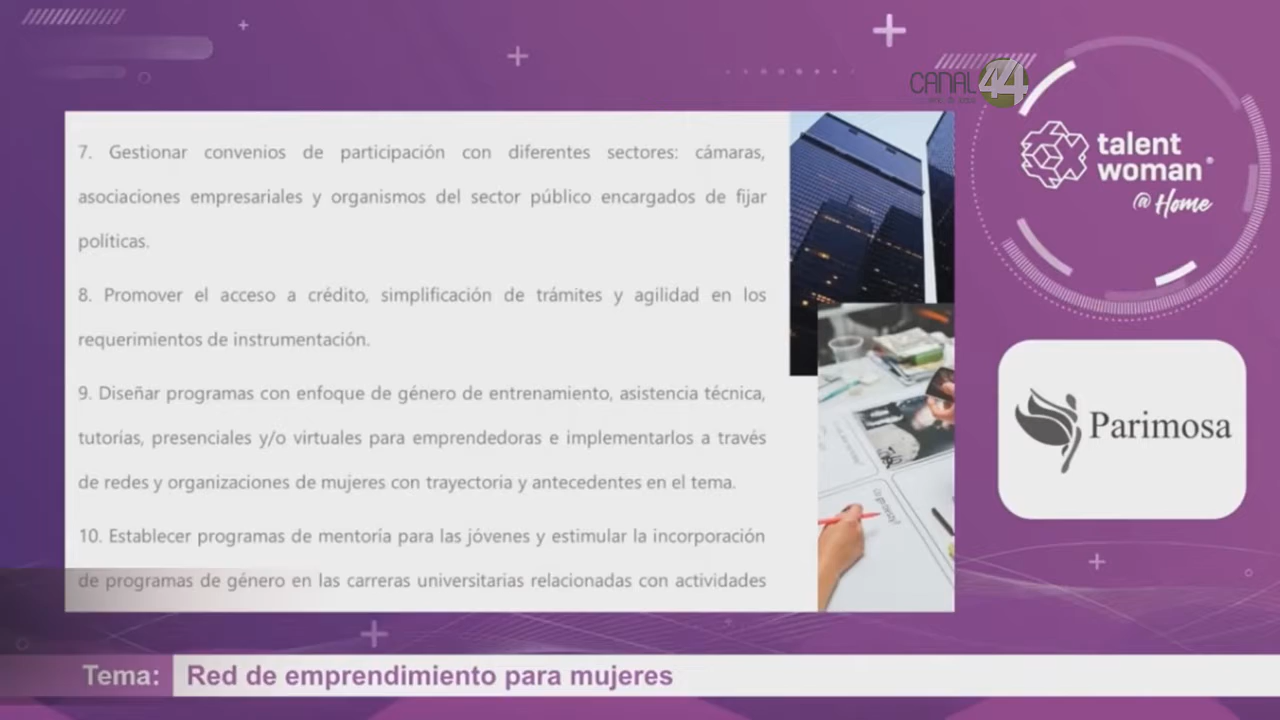 CANAL 44
talent
woman
@ Home
7. Gestionar convenios de participación con diferentes sectores: cámaras,
asociaciones empresariales y organismos del sector público encargados de fijar
políticas.
8. Promover el acceso a crédito, simplificación de trámites y agilidad en los
requerimientos de instrumentación.
9. Diseñar programas con enfoque de género de entrenamiento, asistencia técnica,
tutorías, presenciales y/o virtuales para emprendedoras e implementarlos a través
de redes y organizaciones de mujeres con trayectoria y antecedentes en el tema.
10. Establecer programas de mentoría para las jóvenes y estimular la incorporación
de programas de género en las carreras universitarias relacionadas con actividades
Parimosa
Tema: Red de emprendimiento para mujeres